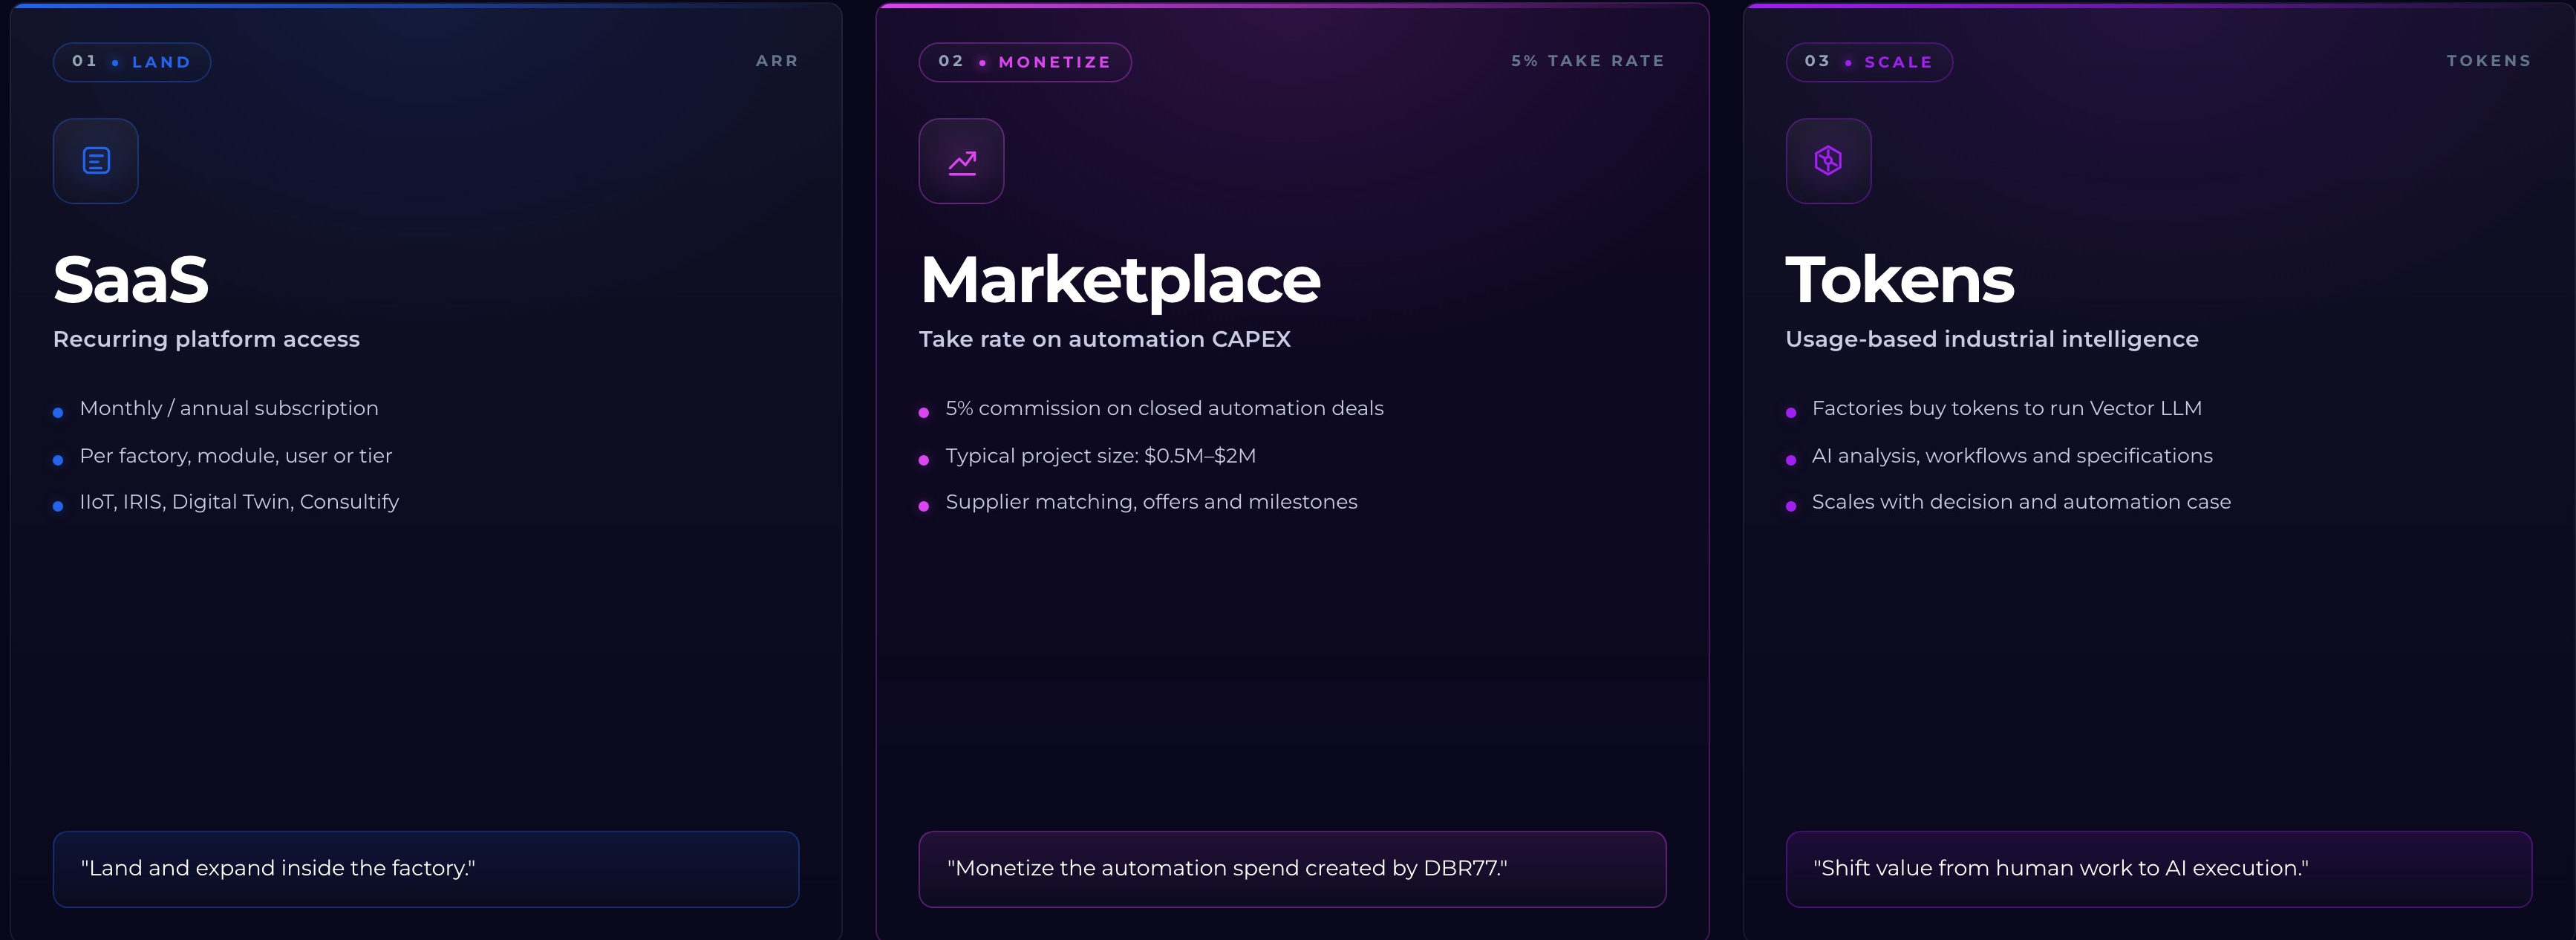 01 • LAND
ARR
SaaS
Recurring platform access
Monthly / annual subscription
Per factory, module, user or tier
IIoT, IRIS, Digital Twin, Consultify
"Land and expand inside the factory."
02 • MONETIZE
5% TAKE RATE
Marketplace
Take rate on automation CAPEX
5% commission on closed automation deals
Typical project size: $0.5M–$2M
Supplier matching, offers and milestones
"Monetize the automation spend created by DBR77."
03 • SCALE
TOKENS
Tokens
Usage-based industrial intelligence
Factories buy tokens to run Vector LLM
AI analysis, workflows and specifications
Scales with decision and automation case
"Shift value from human work to AI execution."